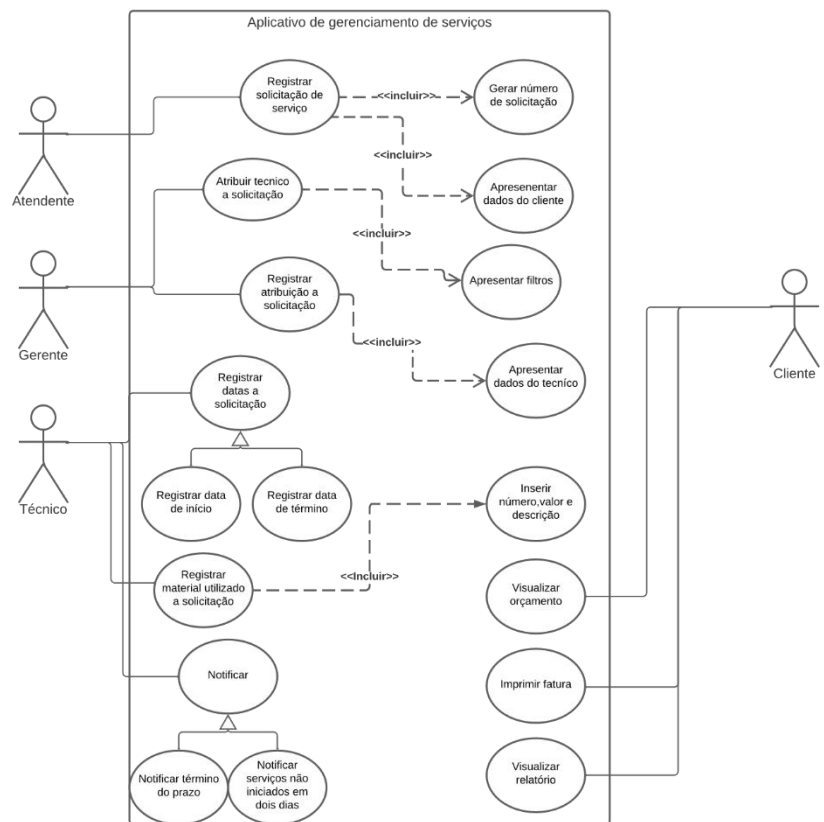 Aplicativo de gerenciamento de serviços
Registrar
solicitação de
serviço
<<incluir>>
Gerar número
de solicitação
<<incluir>>
Atendente
Atribuir tecnico
a solicitação
Apresenentar
dados do cliente
<<incluir>>
Registrar
atribuição a
solicitação
Apresentar filtros
Gerente
<<incluir>>
Apresentar
dados do tecníco
Cliente
Registrar
datas a
solicitação
Técnico
Registrar data
de início
Registrar data
de término
Inserir
número,valor e
descrição
Registrar
material utilizado
a solicitação
<<Incluir>>
Visualizar
orçamento
Notificar
Imprimir fatura
Notificar término
do prazo
Notificar
serviços não
iniciados em
dois dias
Visualizar
relatório